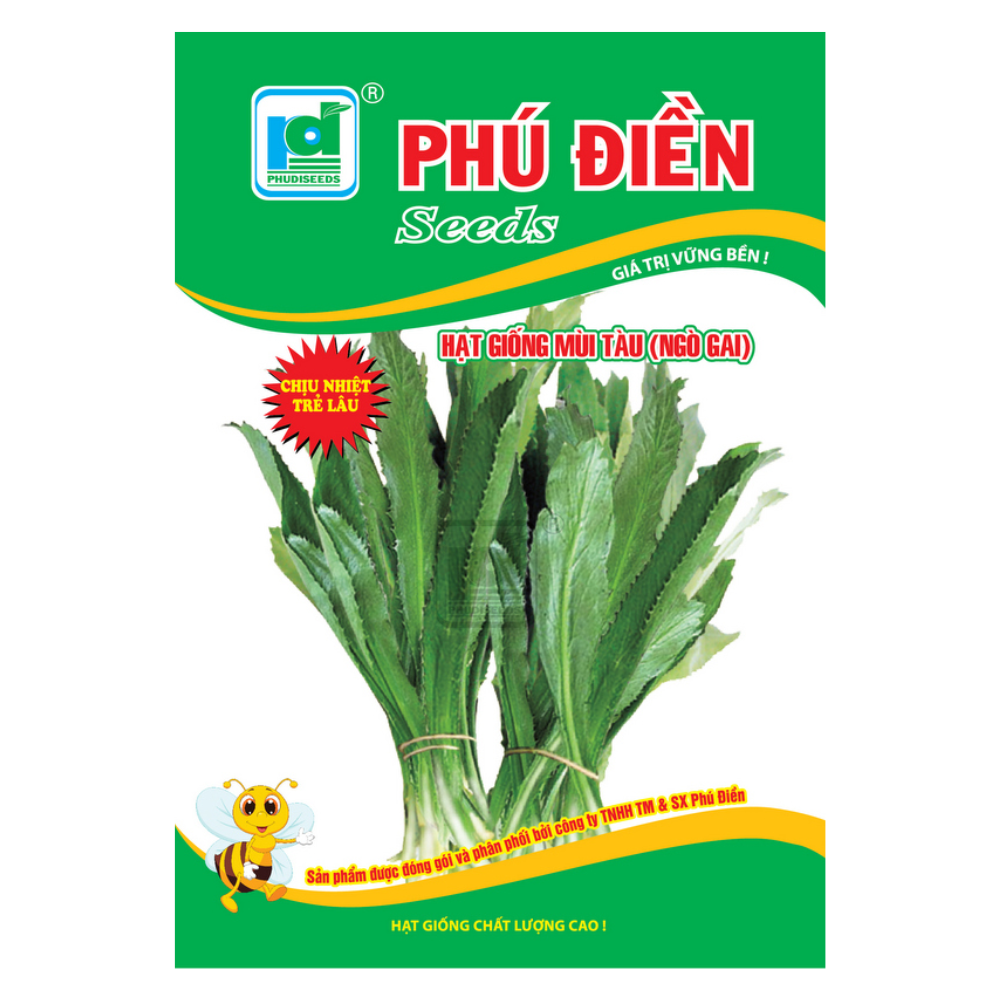 PHUDISEEDS
®
PHÚ ĐIỀN
Seeds
GIÁ TRỊ VỮNG BỀN !
HẠT GIỐNG MÙI TÀU (NGÒ GAI)
CHỊU NHIỆT
TRẺ LÂU
PHUDISEEDS
Sản phẩm được đóng gói và phân phối bởi công ty TNHH TM & SX Phú Điền
HẠT GIỐNG CHẤT LƯỢNG CAO !